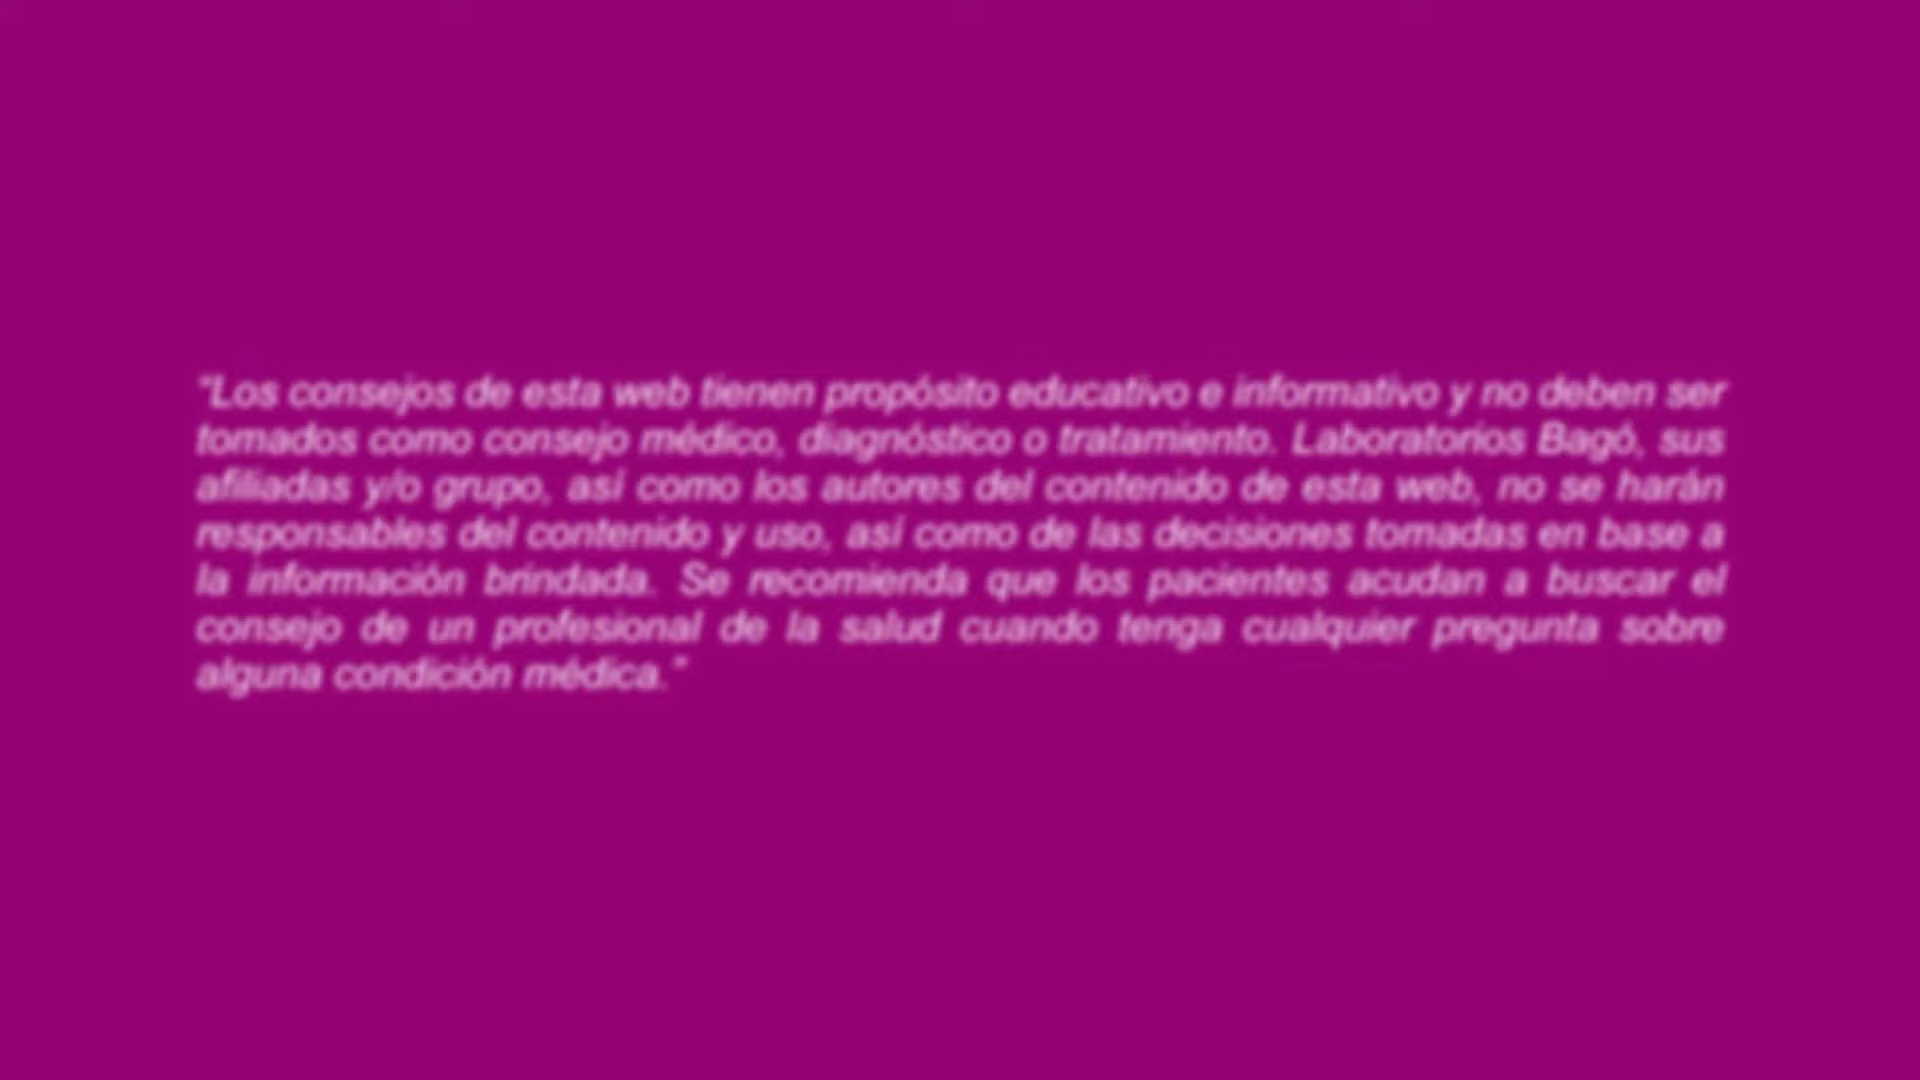 "Los consejos de esta web tienen propósito educativo e informativo y no deben ser
tomados como consejo médico, diagnóstico o tratamiento. Laboratorios Bagó, sus
afiliadas y/o grupo, así como los autores del contenido de esta web, no se harán
responsables del contenido y uso, así como de las decisiones tomadas en base a
la información brindada. Se recomienda que los pacientes acudan a buscar el
consejo de un profesional de la salud cuando tenga cualquier pregunta sobre
alguna condición médica."